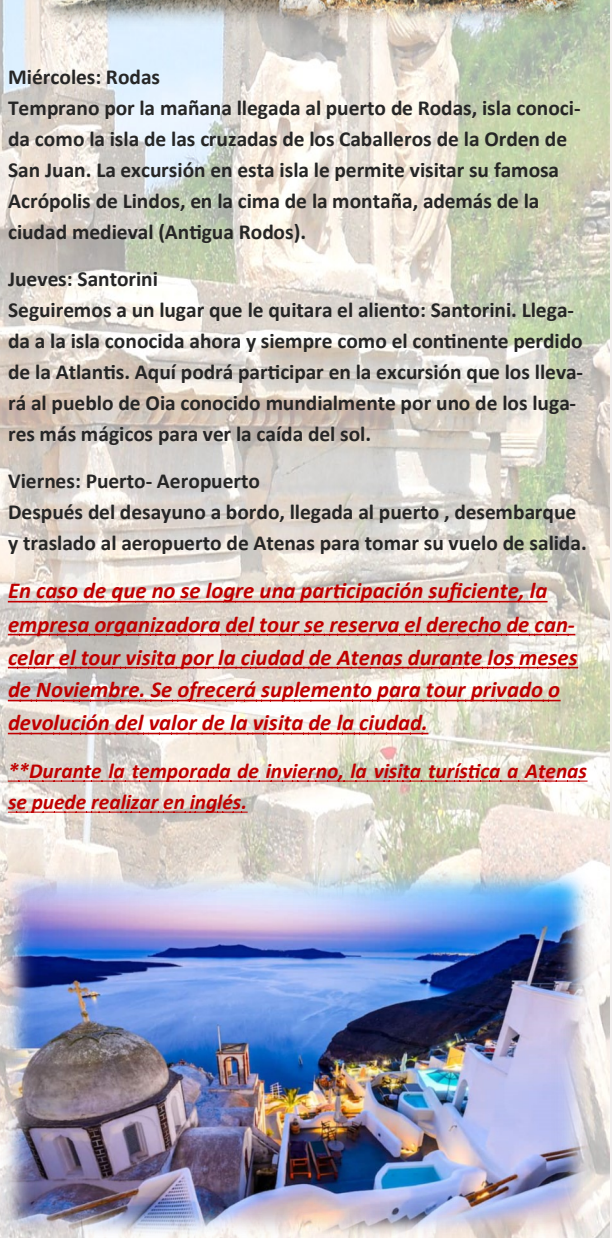 Miércoles: Rodas
Temprano por la mañana llegada al puerto de Rodas, isla conoci-
da como la isla de las cruzadas de los Caballeros de la Orden de
San Juan. La excursión en esta isla le permite visitar su famosa
Acrópolis de Lindos, en la cima de la montaña, además de la
ciudad medieval (Antigua Rodos).
Jueves: Santorini
Seguiremos a un lugar que le quitara el aliento: Santorini. Llega-
da a la isla conocida ahora y siempre como el continente perdido
de la Atlantis. Aquí podrá participar en la excursión que los lleva-
rá al pueblo de Oia conocido mundialmente por uno de los luga-
res más mágicos para ver la caída del sol.
Viernes: Puerto- Aeropuerto
Después del desayuno a bordo, llegada al puerto , desembarque
y traslado al aeropuerto de Atenas para tomar su vuelo de salida.
En caso de que no se logre una participación suficiente, la
empresa organizadora del tour se reserva el derecho de can-
celar el tour visita por la ciudad de Atenas durante los meses
de Noviembre. Se ofrecerá suplemento para tour privado o
devolución del valor de la visita de la ciudad.
**Durante la temporada de invierno, la visita turística a Atenas
se puede realizar en inglés.